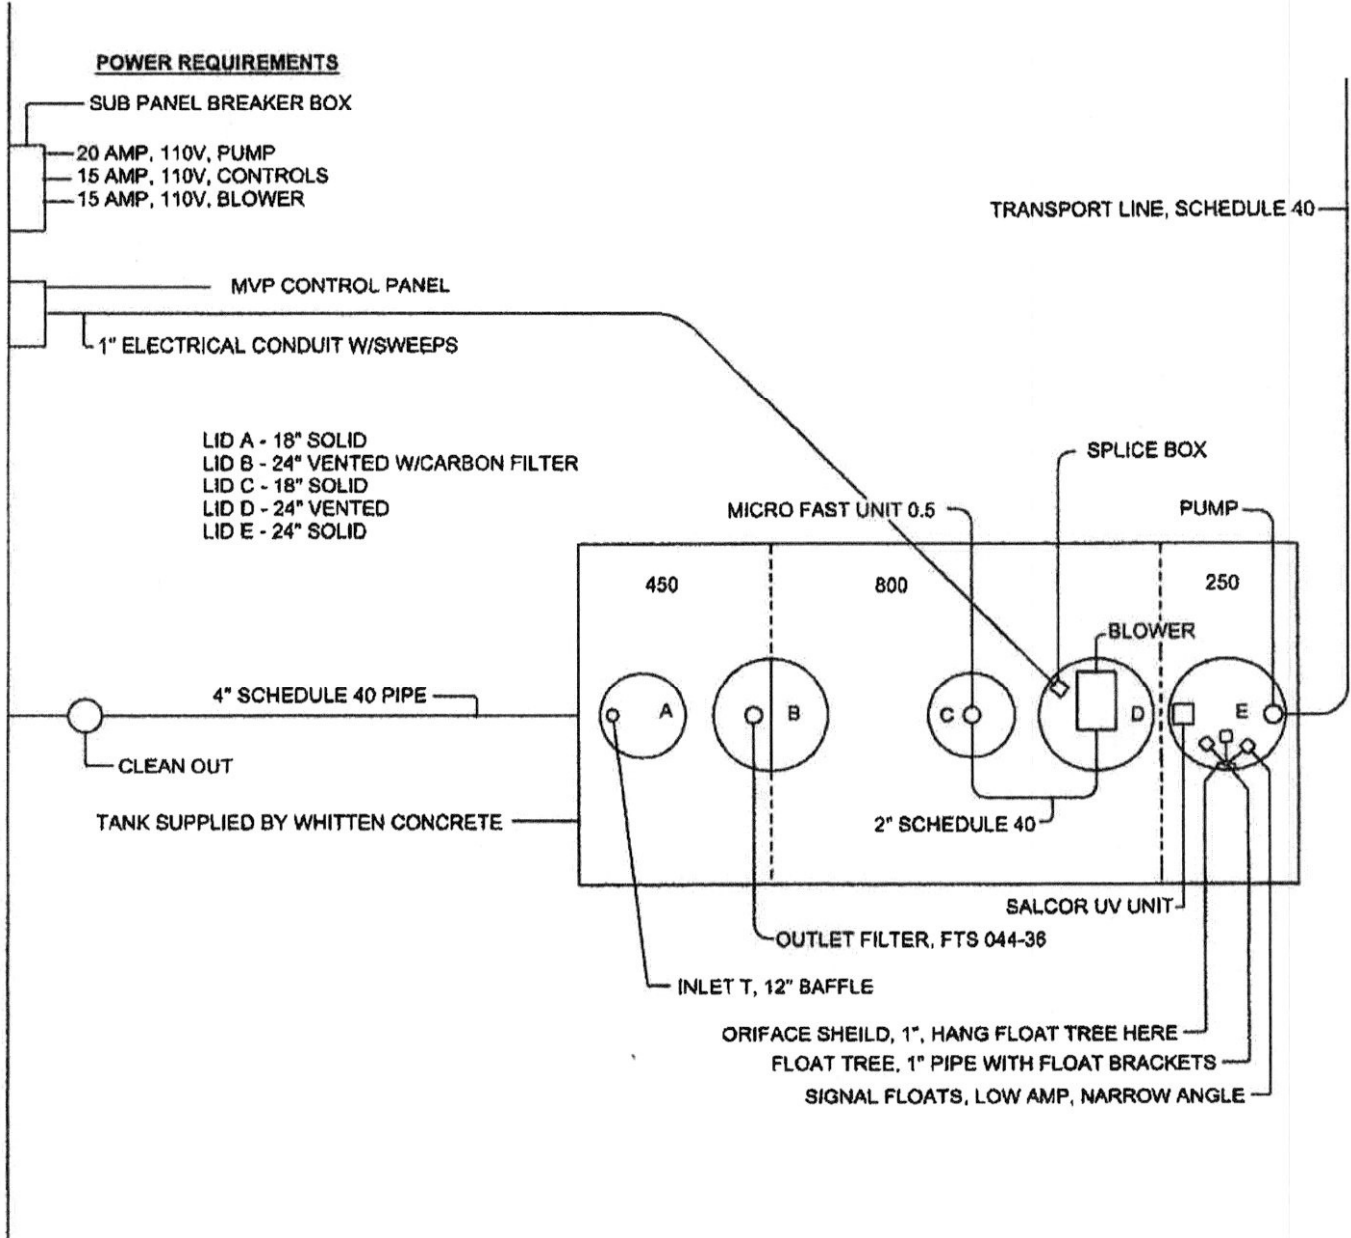 POWER REQUIREMENTS
SUB PANEL BREAKER BOX
20 AMP, 110V, PUMP
15 AMP, 110V, CONTROLS
15 AMP, 110V, BLOWER
TRANSPORT LINE, SCHEDULE 40
MVP CONTROL PANEL
1" ELECTRICAL CONDUIT W/SWEEPS
LID A - 18" SOLID
LID B - 24" VENTED W/CARBON FILTER
LID C - 18" SOLID
LID D - 24" VENTED
LID E - 24" SOLID
SPLICE BOX
MICRO FAST UNIT 0.5
PUMP
450
800
250
BLOWER
4" SCHEDULE 40 PIPE
A
B
C
D
E
CLEAN OUT
TANK SUPPLIED BY WHITTEN CONCRETE
2" SCHEDULE 40
SALCOR UV UNIT
OUTLET FILTER, FTS 044-36
INLET T, 12" BAFFLE
ORIFACE SHEILD, 1", HANG FLOAT TREE HERE
FLOAT TREE, 1" PIPE WITH FLOAT BRACKETS
SIGNAL FLOATS, LOW AMP, NARROW ANGLE